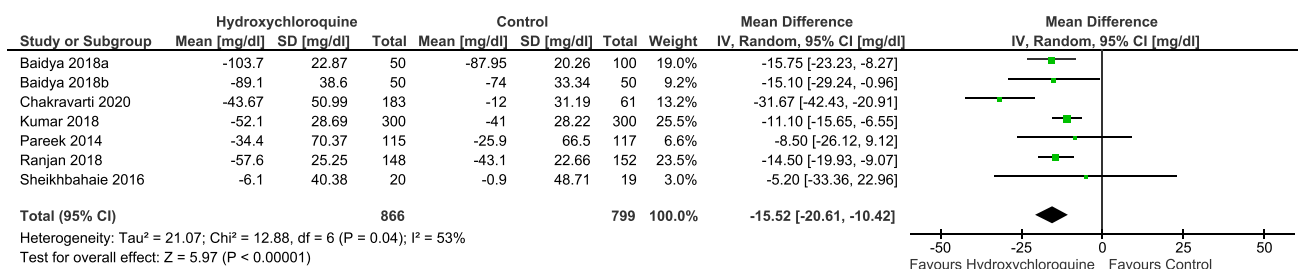 Hydroxychloroquine Control Mean Difference Mean Difference
Study or Subgroup Mean [mg/dl] SD [mg/dl] Total Mean [mg/dl] SD [mg/dl] Total Weight IV, Random, 95% CI [mg/dl] IV, Random, 95% CI [mg/dl]
Baidya 2018a -103.7 22.87 50 -87.95 20.26 100 19.0% -15.75 [-23.23, -8.27]
Baidya 2018b -89.1 38.6 50 -74 33.34 50 9.2% -15.10 [-29.24, -0.96]
Chakravarti 2020 -43.67 50.99 183 -12 31.19 61 13.2% -31.67 [-42.43, -20.91]
Kumar 2018 -52.1 28.69 300 -41 28.22 300 25.5% -11.10 [-15.65, -6.55]
Pareek 2014 -34.4 70.37 115 -25.9 66.5 117 6.6% -8.50 [-26.12, 9.12]
Ranjan 2018 -57.6 25.25 148 -43.1 22.66 152 23.5% -14.50 [-19.93, -9.07]
Sheikhbahaie 2016 -6.1 40.38 20 -0.9 48.71 19 3.0% -5.20 [-33.36, 22.96]
Total (95% CI) 866 799 100.0% -15.52 [-20.61, -10.42]
Heterogeneity: Tau² = 21.07; Chi² = 12.88, df = 6 (P = 0.04); I² = 53%
Test for overall effect: Z = 5.97 (P < 0.00001)
-50 -25 0 25 50
Favours Hydroxychloroquine Favours Control